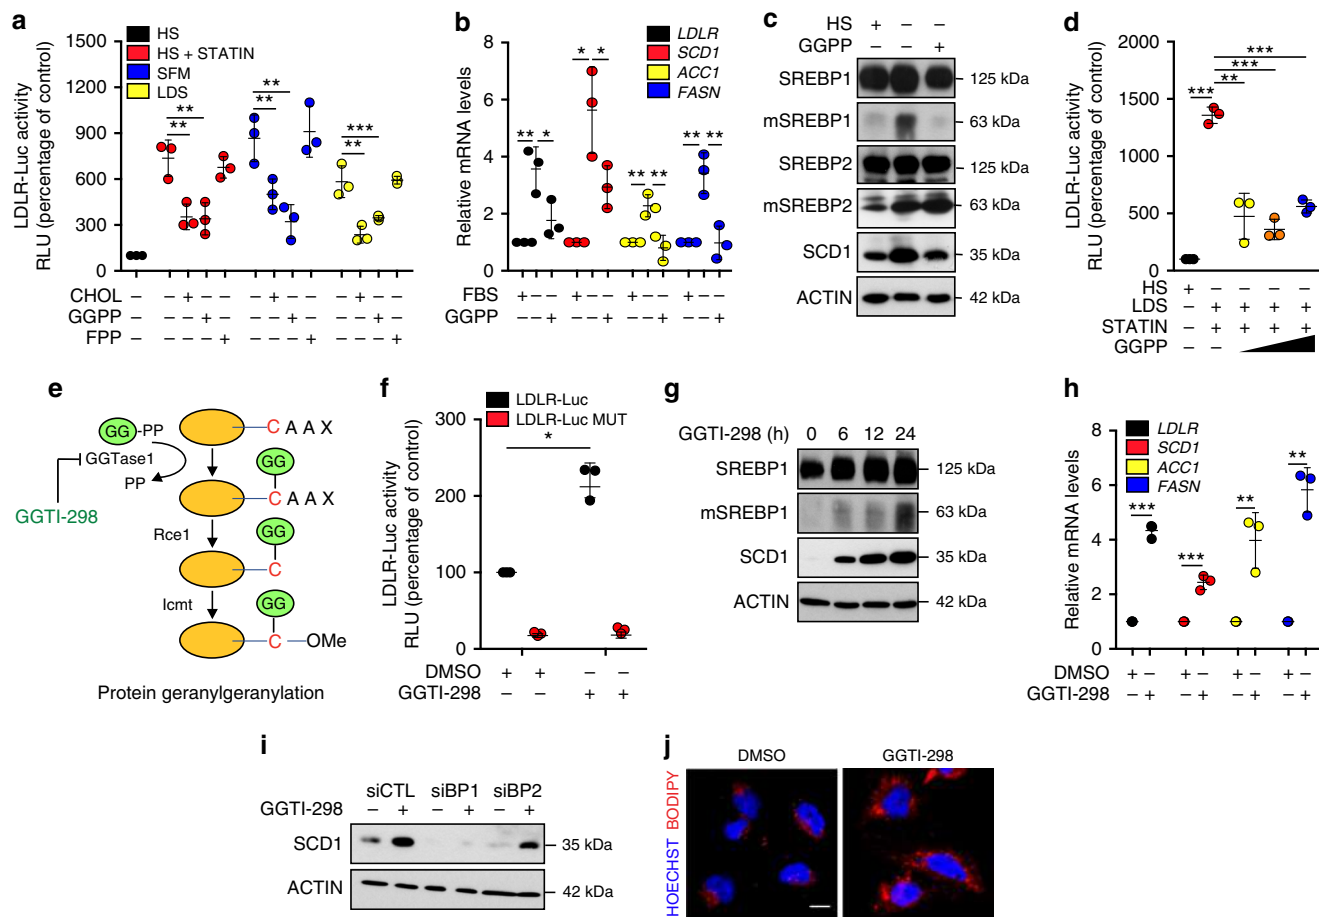 a
HS
HS + STATIN
SFM
LDS
1500
1200
900
600
300
0
LDLR-Luc activity
RLU (percentage of control)
** **
** **
** ***
CHOL – – + – – – + – – – + – –
GGPP – – – + – – – + – – – + –
FPP – – – – + – – – + – – – +
b
LDLR
SCD1
ACC1
FASN
8
6
4
2
0
Relative mRNA levels
** *
* *
** **
** **
FBS + – – + – – + – – + – –
GGPP – – + – – + – – + – – +
c
HS + – –
GGPP – – +
SREBP1 125 kDa
mSREBP1 63 kDa
SREBP2 125 kDa
mSREBP2 63 kDa
SCD1 35 kDa
ACTIN 42 kDa
d
2000
1500
1000
500
0
LDLR-Luc activity
RLU (percentage of control)
***
***
*** **
HS + – – – –
LDS – + + + +
STATIN – + + + +
GGPP – –
e
GG -PP
GGTase1
PP
GGTI-298
C A A X
GG
C A A X
Rce1
GG
C
Icmt
GG
C OMe
Protein geranylgeranylation
f
LDLR-Luc
LDLR-Luc MUT
300
200
100
0
LDLR-Luc activity
RLU (percentage of control)
*
DMSO + + – –
GGTI-298 – – + +
g
GGTI-298 (h) 0 6 12 24
SREBP1 125 kDa
mSREBP1 63 kDa
SCD1 35 kDa
ACTIN 42 kDa
h
LDLR
SCD1
ACC1
FASN
8
6
4
2
0
Relative mRNA levels
***
***
**
**
DMSO + – + – + – + –
GGTI-298 – + – + – + – +
i
siCTL siBP1 siBP2
GGTI-298 – + – + – +
SCD1 35 kDa
ACTIN 42 kDa
j
DMSO GGTI-298
HOECHST BODIPY